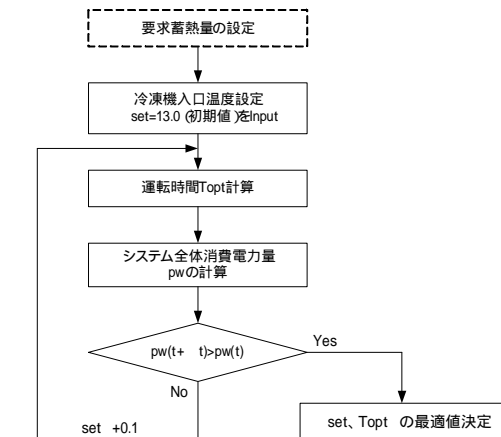 要求蓄熱量の設定
冷凍機入口温度設定
set=13.0 (初期値)をInput
運転時間Topt計算
システム全体消費電力量
pwの計算
pw(t+ t)>pw(t)
Yes
No
set +0.1
set、Topt の最適値決定